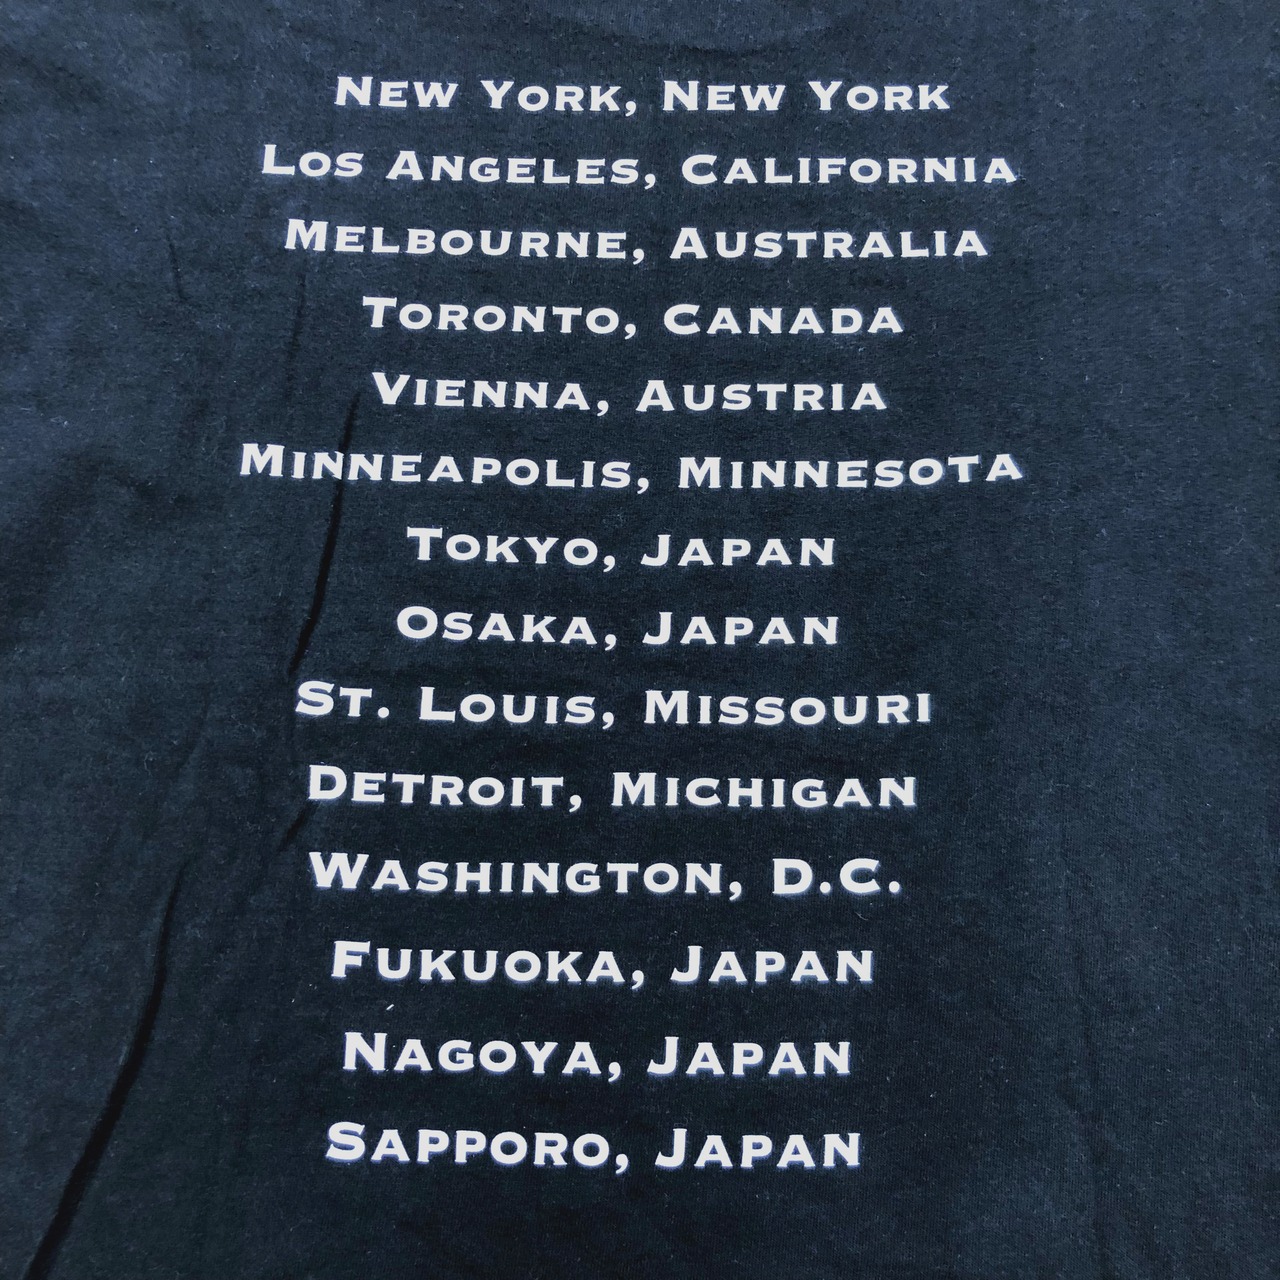 New York, New York
Los Angeles, California
Melbourne, Australia
Toronto, Canada
Vienna, Austria
Minneapolis, Minnesota
Tokyo, Japan
Osaka, Japan
St. Louis, Missouri
Detroit, Michigan
Washington, D.C.
Fukuoka, Japan
Nagoya, Japan
Sapporo, Japan